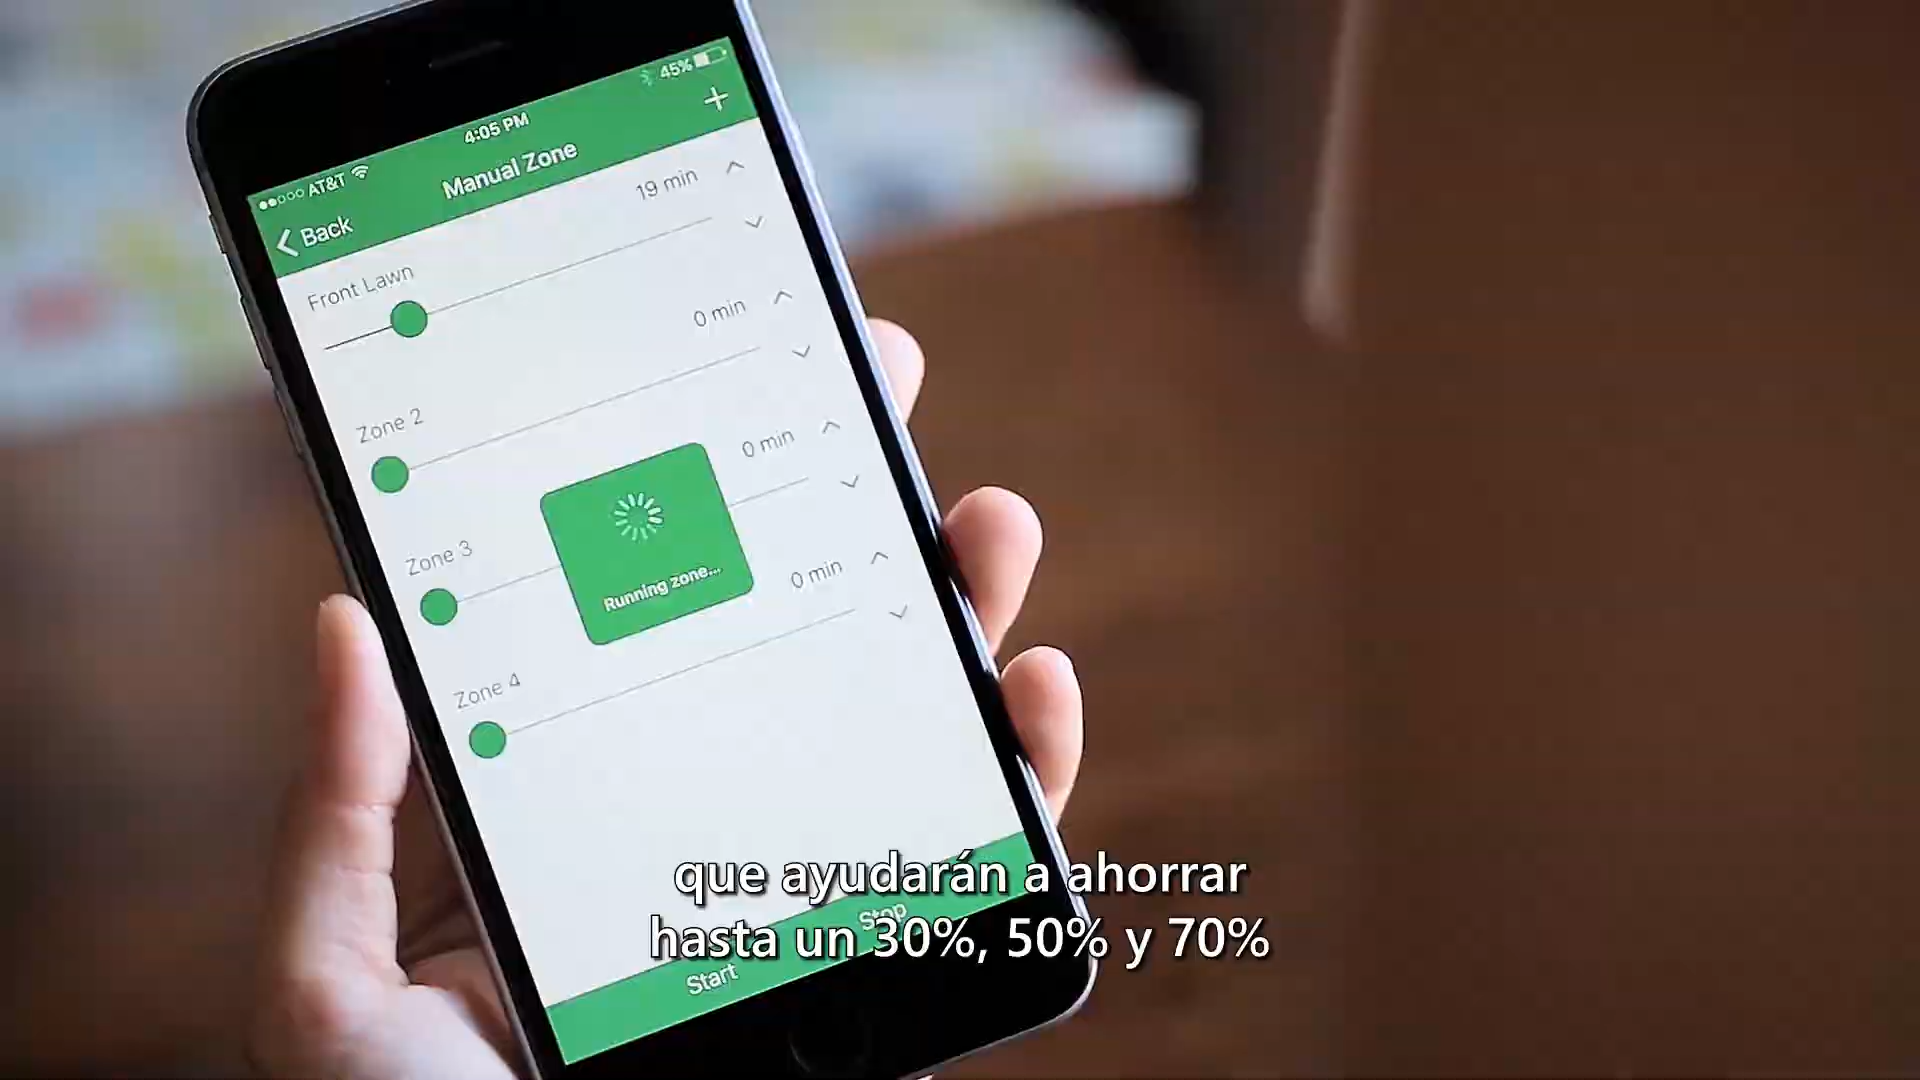 AT&T
4:05 PM
45%
Back
Manual Zone
Front Lawn
19 min
Zone 2
0 min
Zone 3
0 min
Running zone...
Zone 4
0 min
Start
Stop
que ayudarán a ahorrar
hasta un 30%, 50% y 70%